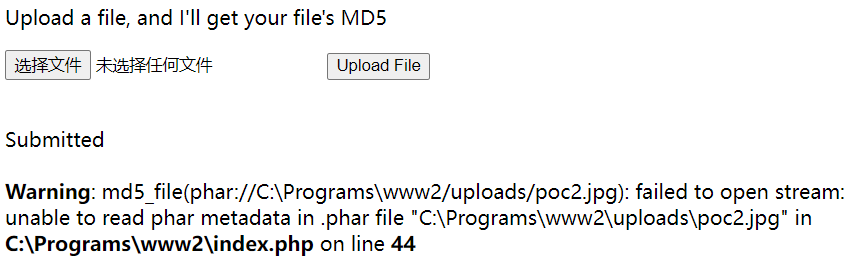 Upload a file, and I'll get your file's MD5
选择文件 未选择任何文件 Upload File
Submitted
Warning: md5_file(phar://C:\Programs\www2/uploads/poc2.jpg): failed to open stream:
unable to read phar metadata in .phar file "C:\Programs\www2\uploads\poc2.jpg" in
C:\Programs\www2\index.php on line 44